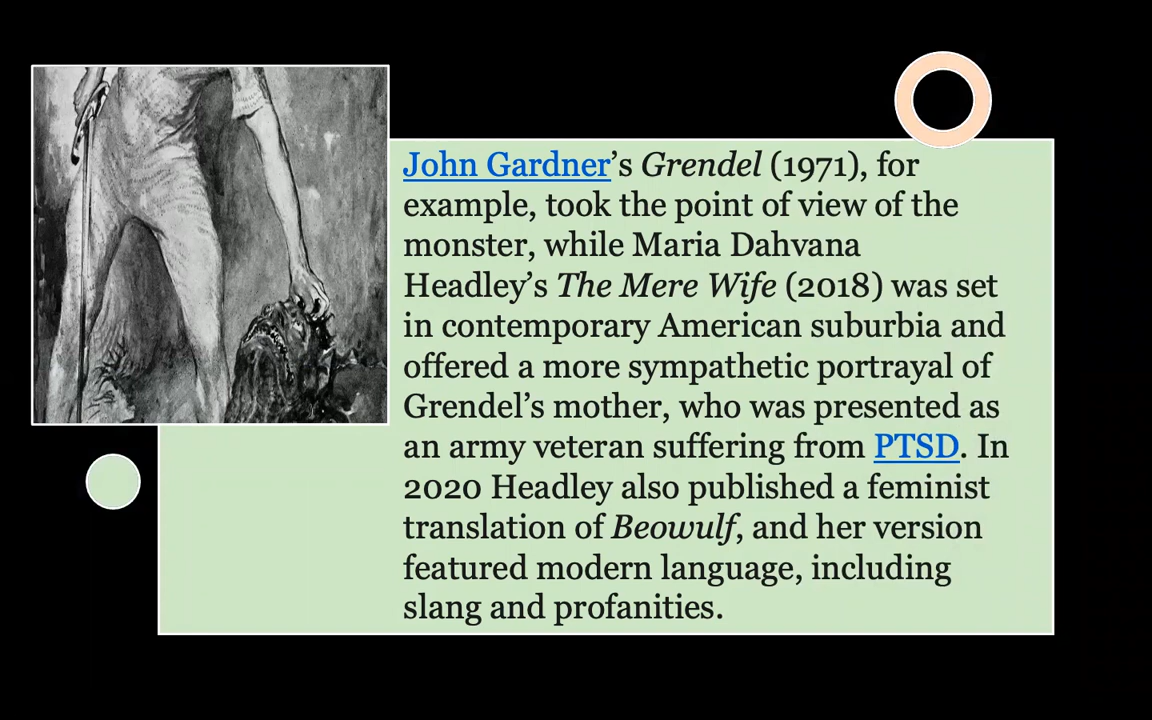 John Gardner’s Grendel (1971), for
example, took the point of view of the
monster, while Maria Dahvana
Headley’s The Mere Wife (2018) was set
in contemporary American suburbia and
offered a more sympathetic portrayal of
Grendel’s mother, who was presented as
an army veteran suffering from PTSD. In
2020 Headley also published a feminist
translation of Beowulf, and her version
featured modern language, including
slang and profanities.